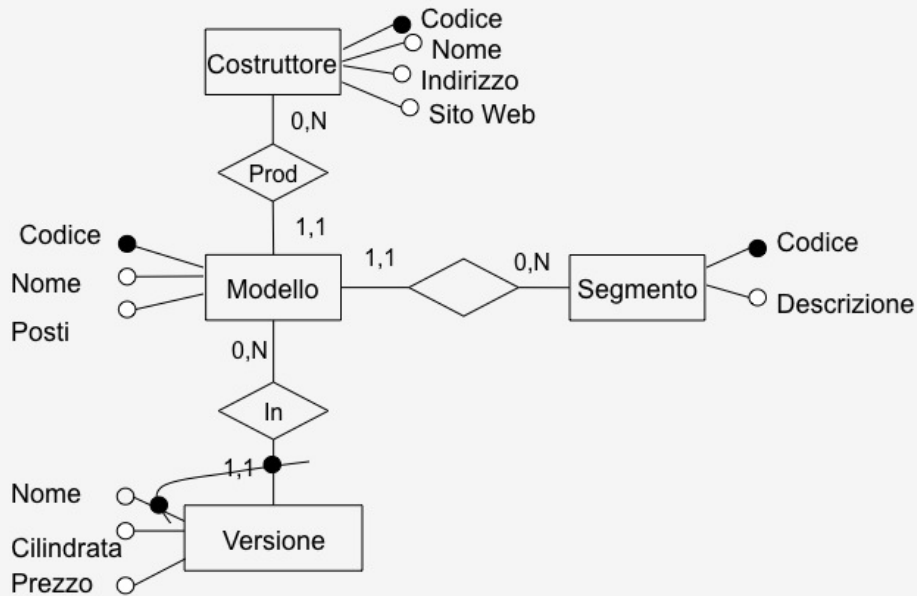 Codice
Nome
Costruttore
Indirizzo
Sito Web
0,N
Prod
1,1
Codice
Nome
Posti
Modello
1,1
0,N
Segmento
Codice
Descrizione
0,N
In
1,1
Nome
Cilindrata
Prezzo
Versione